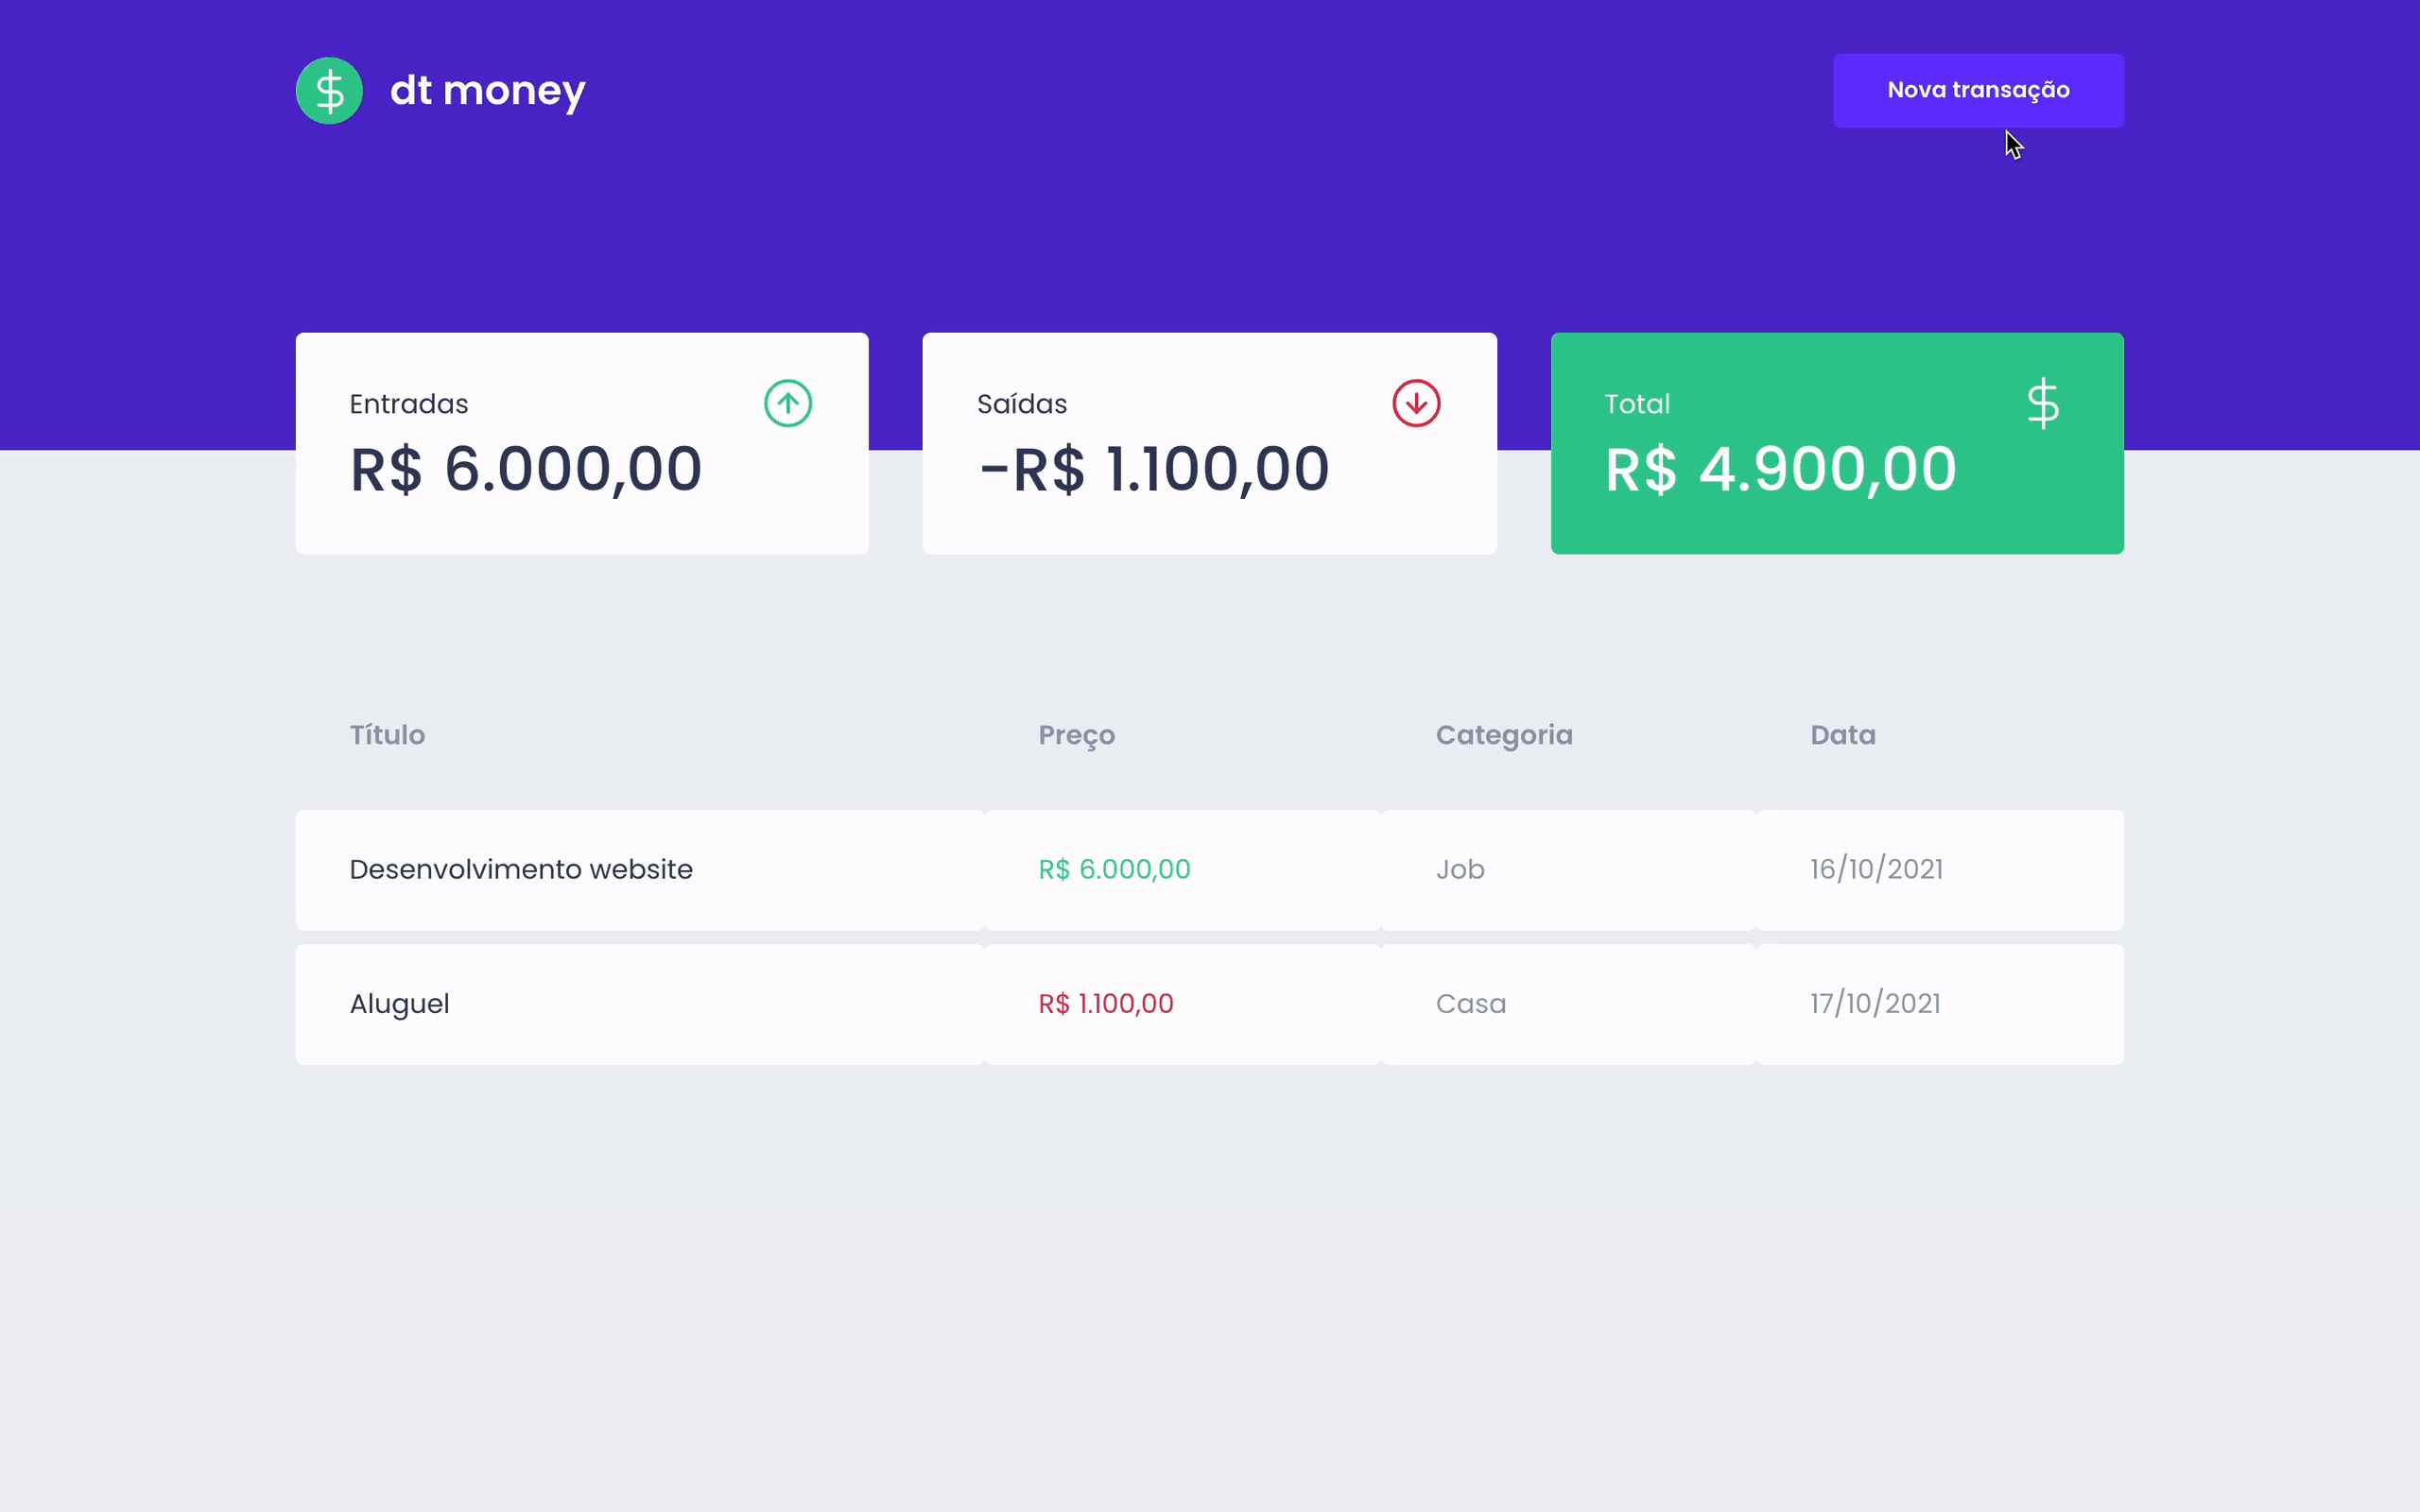 dt money
Nova transação
Entradas
R$ 6.000,00
Saídas
-R$ 1.100,00
Total
$
R$ 4.900,00
Título Preço Categoria Data
Desenvolvimento website R$ 6.000,00 Job 16/10/2021
Aluguel R$ 1.100,00 Casa 17/10/2021